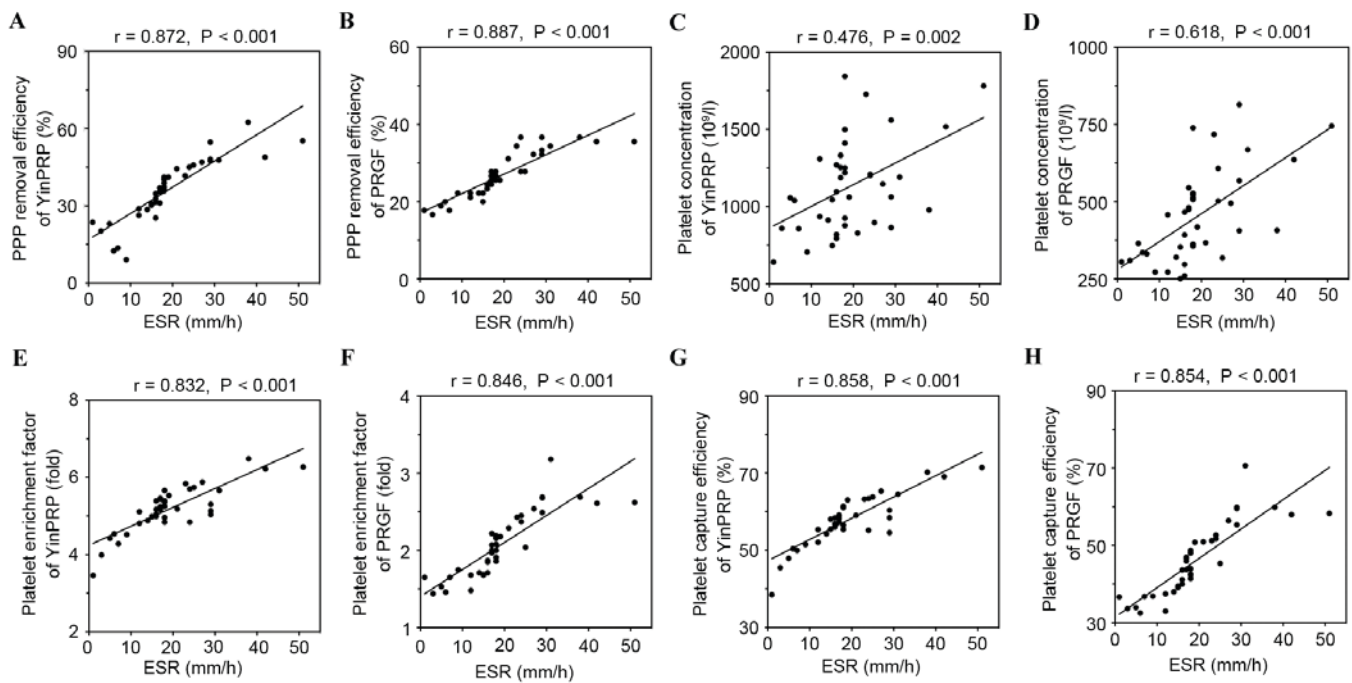 A
r = 0.872, P < 0.001
PPP removal efficiency
of YinPRP (%)
90
60
30
0
0 10 20 30 40 50
ESR (mm/h)
B
r = 0.887, P < 0.001
PPP removal efficiency
of PRGF (%)
60
40
20
0
0 10 20 30 40 50
ESR (mm/h)
C
r = 0.476, P = 0.002
Platelet concentration
of YinPRP (10⁹/l)
2000
1500
1000
500
0 10 20 30 40 50
ESR (mm/h)
D
r = 0.618, P < 0.001
Platelet concentration
of PRGF (10⁹/l)
1000
750
500
250
0 10 20 30 40 50
ESR (mm/h)
E
r = 0.832, P < 0.001
Platelet enrichment factor
of YinPRP (fold)
8
6
4
2
0 10 20 30 40 50
ESR (mm/h)
F
r = 0.846, P < 0.001
Platelet enrichment factor
of PRGF (fold)
4
3
2
1
0 10 20 30 40 50
ESR (mm/h)
G
r = 0.858, P < 0.001
Platelet capture efficiency
of YinPRP (%)
90
70
50
30
0 10 20 30 40 50
ESR (mm/h)
H
r = 0.854, P < 0.001
Platelet capture efficiency
of PRGF (%)
90
70
50
30
0 10 20 30 40 50
ESR (mm/h)